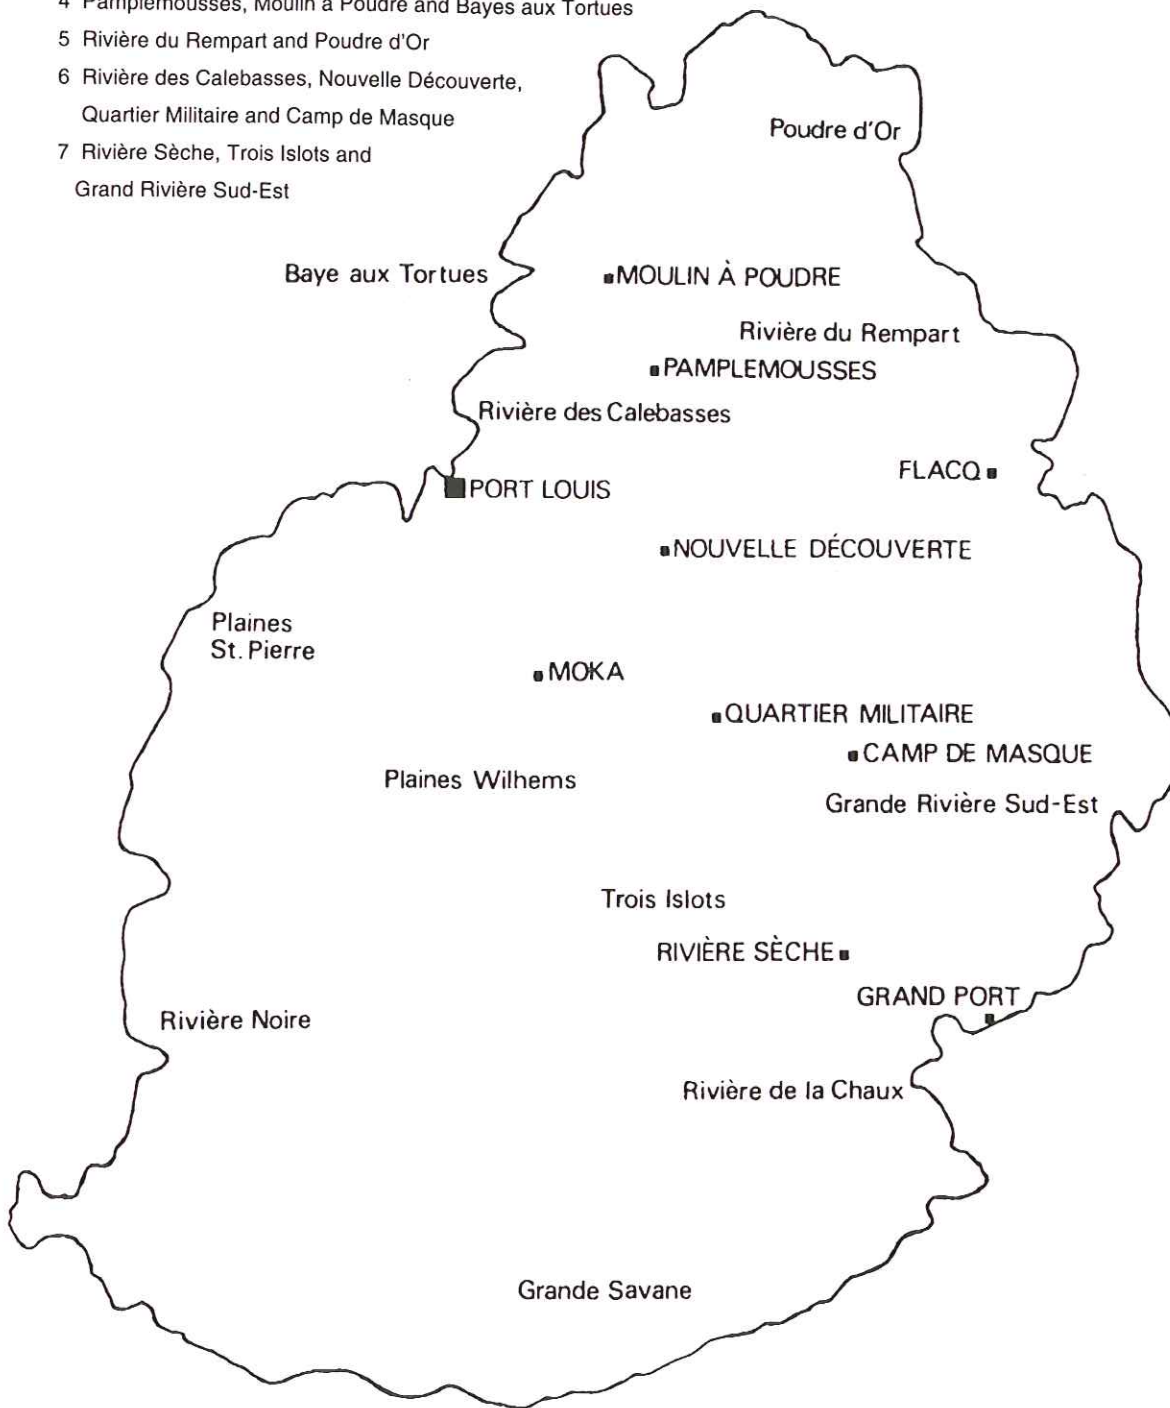 4 Pamplemousses, Moulin à Poudre and Bayes aux Tortues
5 Rivière du Rempart and Poudre d'Or
6 Rivière des Calebasses, Nouvelle Découverte,
Quartier Militaire and Camp de Masque
7 Rivière Sèche, Trois Islots and
Grand Rivière Sud-Est
Poudre d'Or
Baye aux Tortues
MOULIN À POUDRE
Rivière du Rempart
PAMPLEMOUSSES
Rivière des Calebasses
FLACQ
PORT LOUIS
NOUVELLE DÉCOUVERTE
Plaines
St. Pierre
MOKA
QUARTIER MILITAIRE
CAMP DE MASQUE
Plaines Wilhems
Grande Rivière Sud-Est
Trois Islots
RIVIÈRE SÈCHE
GRAND PORT
Rivière Noire
Rivière de la Chaux
Grande Savane